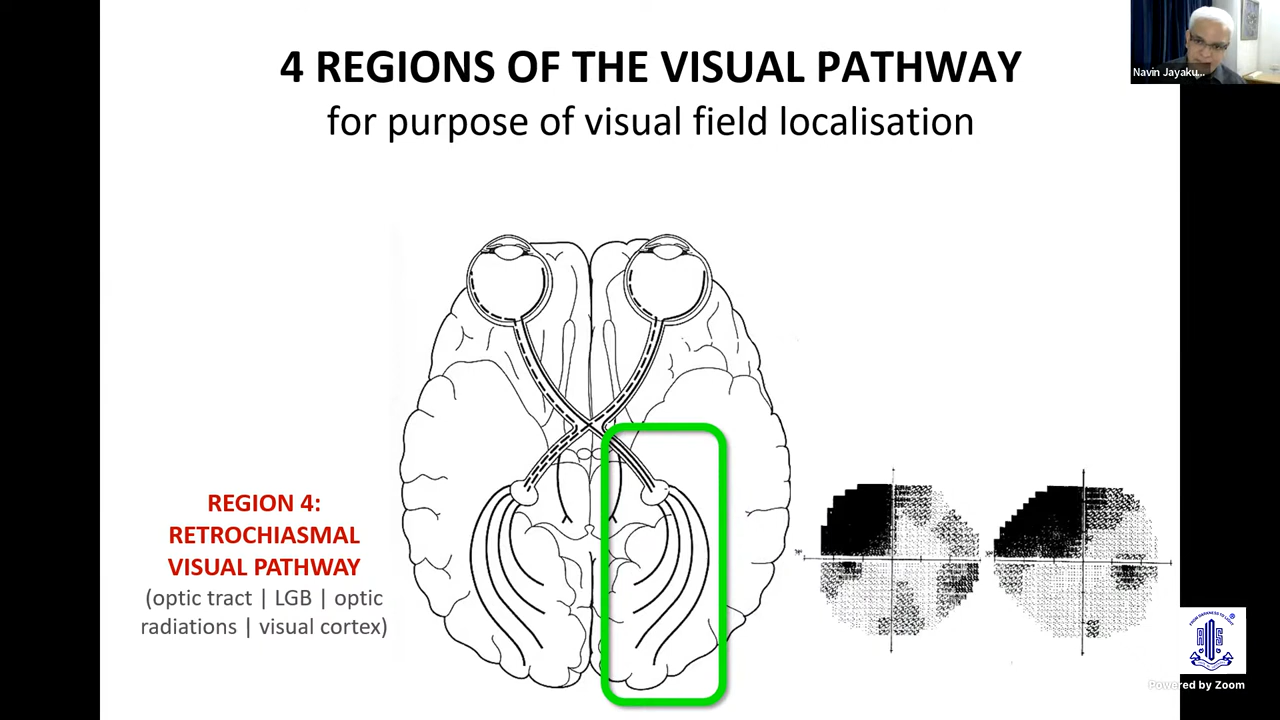 4 REGIONS OF THE VISUAL PATHWAY
for purpose of visual field localisation
Navin Jayaku...
REGION 4:
RETROCHIASMAL
VISUAL PATHWAY
(optic tract | LGB | optic
radiations | visual cortex)
Powered by Zoom